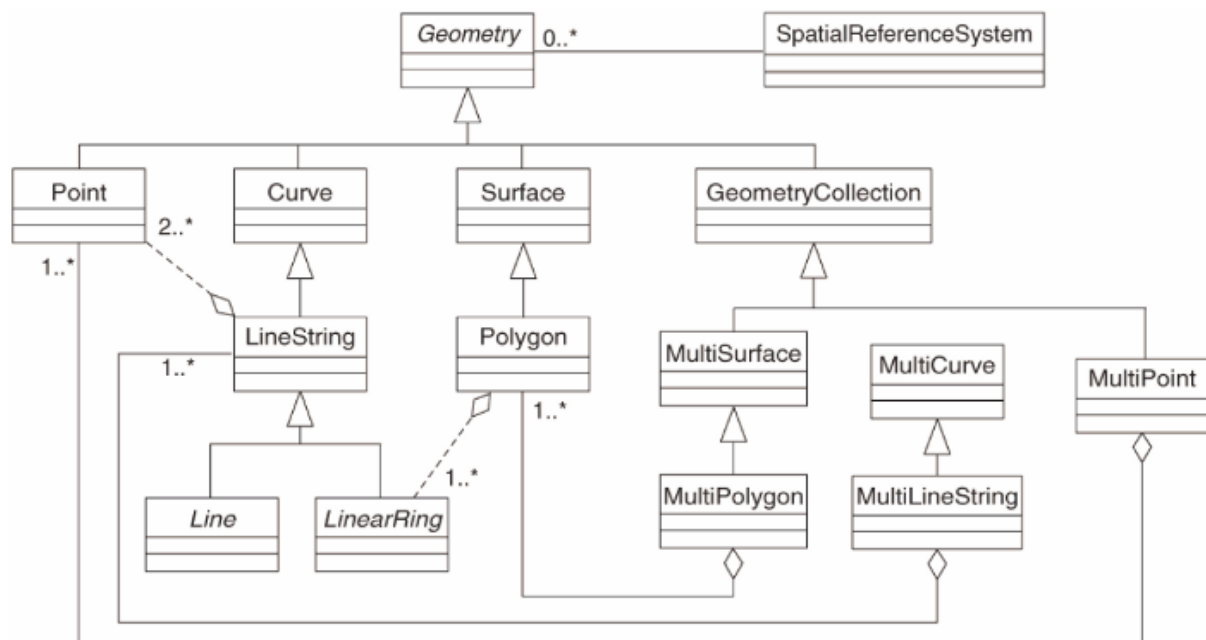 Geometry
0..*
SpatialReferenceSystem
Point
Curve
Surface
GeometryCollection
2..*
1..*
LineString
Polygon
MultiSurface
MultiCurve
MultiPoint
1..*
1..*
1..*
Line
LinearRing
MultiPolygon
MultiLineString